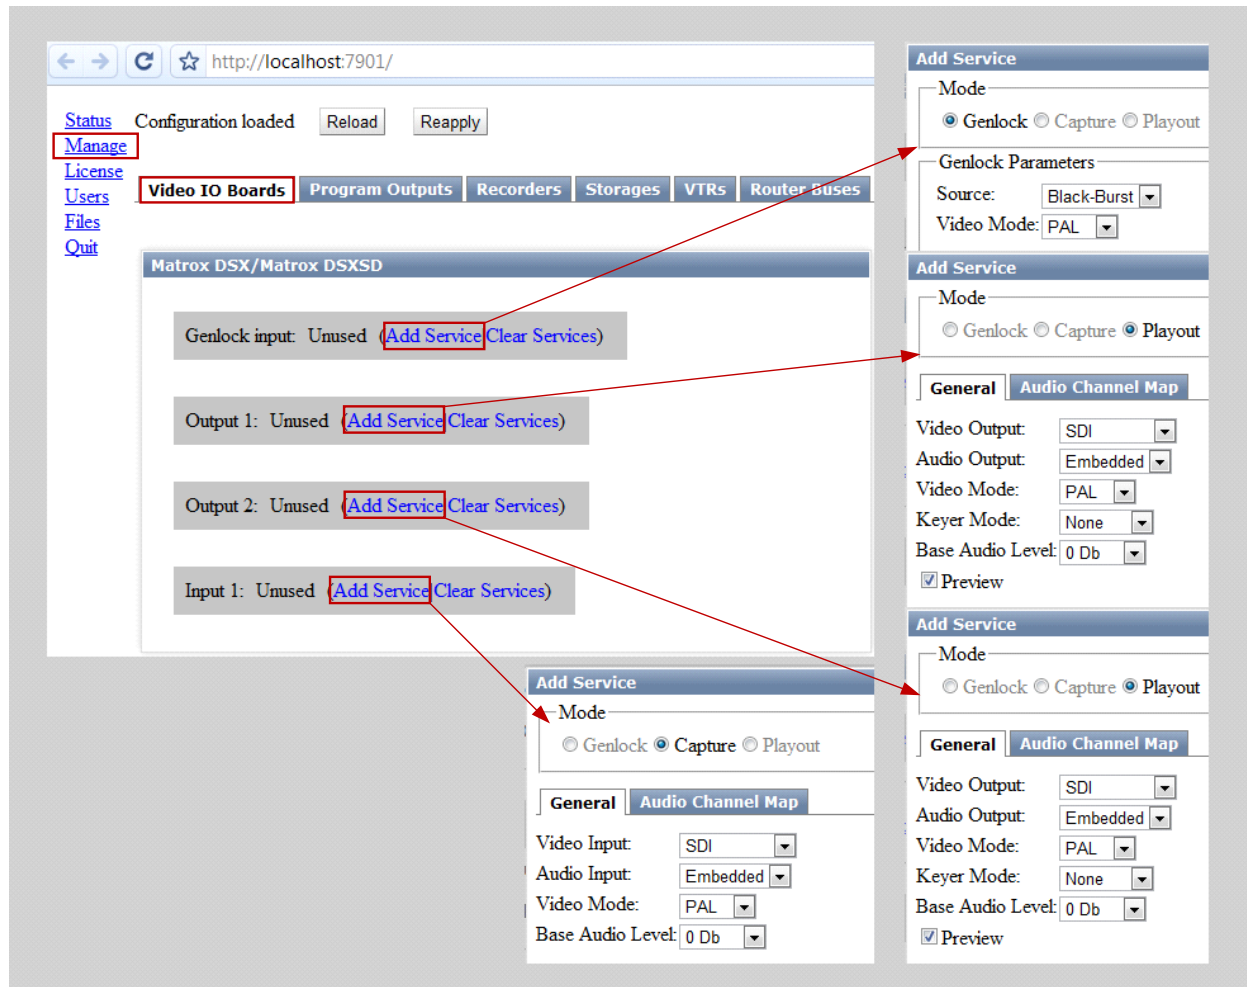 http://localhost:7901/
Status
Manage
License
Users
Files
Quit
Configuration loaded Reload Reapply
Video IO Boards Program Outputs Recorders Storages VTRs Router Buses
Matrox DSX/Matrox DSXSD
Genlock input: Unused (Add Service Clear Services)
Output 1: Unused (Add Service Clear Services)
Output 2: Unused (Add Service Clear Services)
Input 1: Unused (Add Service Clear Services)
Add Service
Mode
Genlock Capture Playout
Genlock Parameters
Source: Black-Burst
Video Mode: PAL
Add Service
Mode
Genlock Capture Playout
General Audio Channel Map
Video Output: SDI
Audio Output: Embedded
Video Mode: PAL
Keyer Mode: None
Base Audio Level: 0 Db
Preview
Add Service
Mode
Genlock Capture Playout
General Audio Channel Map
Video Output: SDI
Audio Output: Embedded
Video Mode: PAL
Keyer Mode: None
Base Audio Level: 0 Db
Preview
Add Service
Mode
Genlock Capture Playout
General Audio Channel Map
Video Input: SDI
Audio Input: Embedded
Video Mode: PAL
Base Audio Level: 0 Db